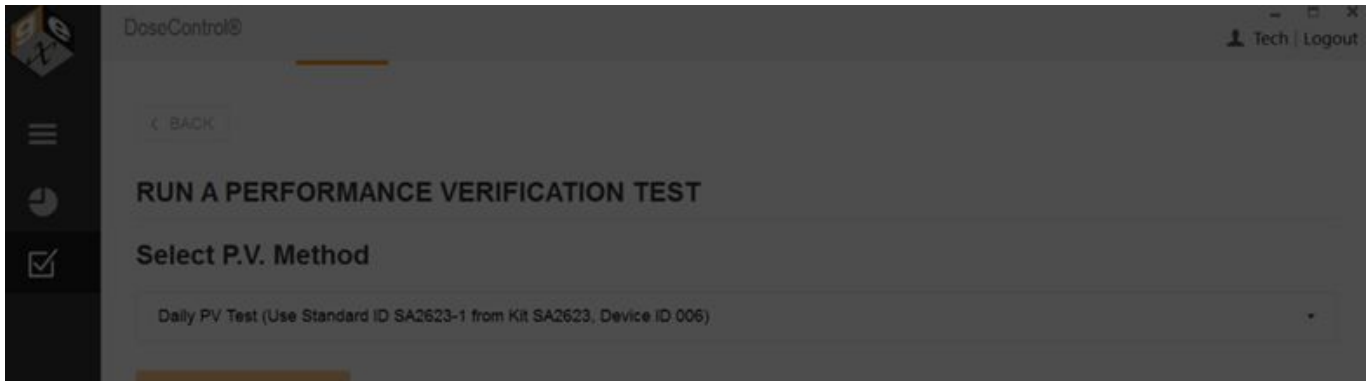 DoseControl®
Tech | Logout
< BACK
RUN A PERFORMANCE VERIFICATION TEST
Select P.V. Method
Daily PV Test (Use Standard ID SA2623-1 from Kit SA2623, Device ID 006)